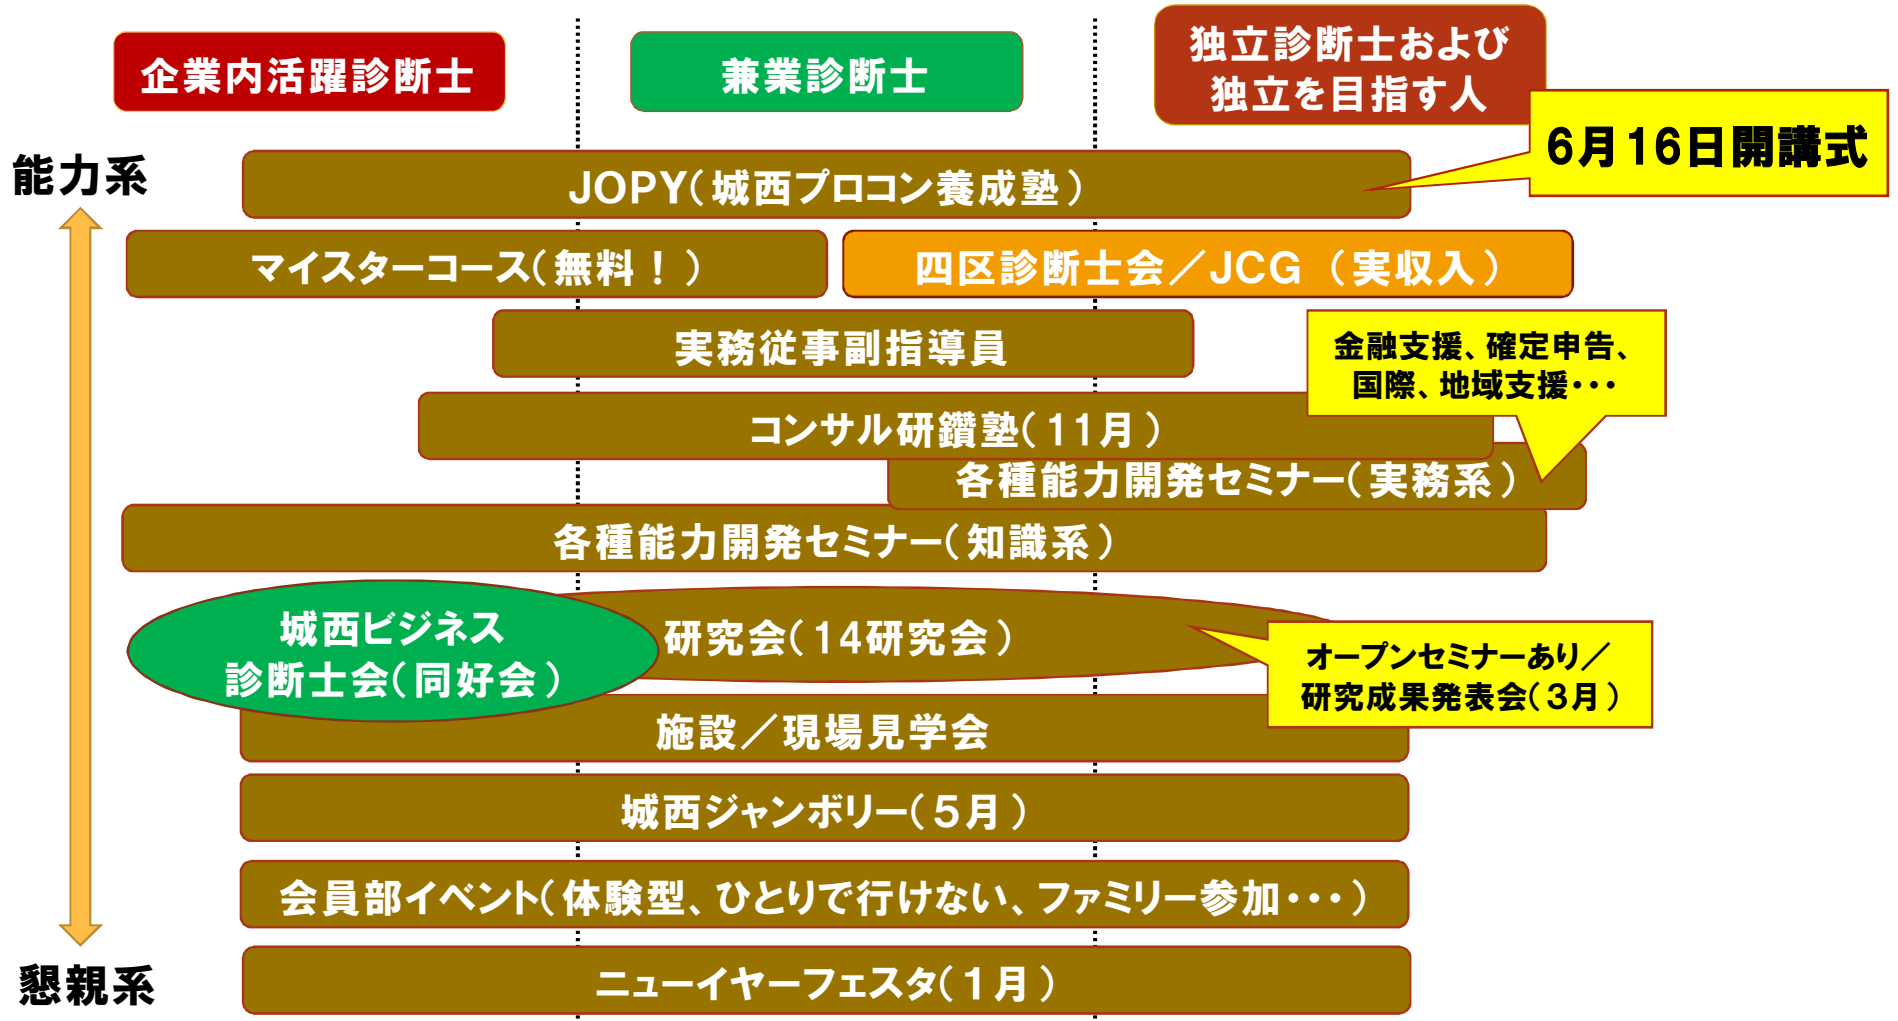 企業内活躍診断士
兼業診断士
独立診断士および
独立を目指す人
6月16日開講式
能力系
JOPY(城西プロコン養成塾)
マイスターコース(無料!)
四区診断士会/JCG (実収入)
実務従事副指導員
金融支援、確定申告、
国際、地域支援・・・
コンサル研鑽塾(11月)
各種能力開発セミナー(実務系)
各種能力開発セミナー(知識系)
城西ビジネス
診断士会(同好会)
研究会(14研究会)
オープンセミナーあり/
研究成果発表会(3月)
施設/現場見学会
城西ジャンボリー(5月)
会員部イベント(体験型、ひとりで行けない、ファミリー参加・・・)
懇親系
ニューイヤーフェスタ(1月)